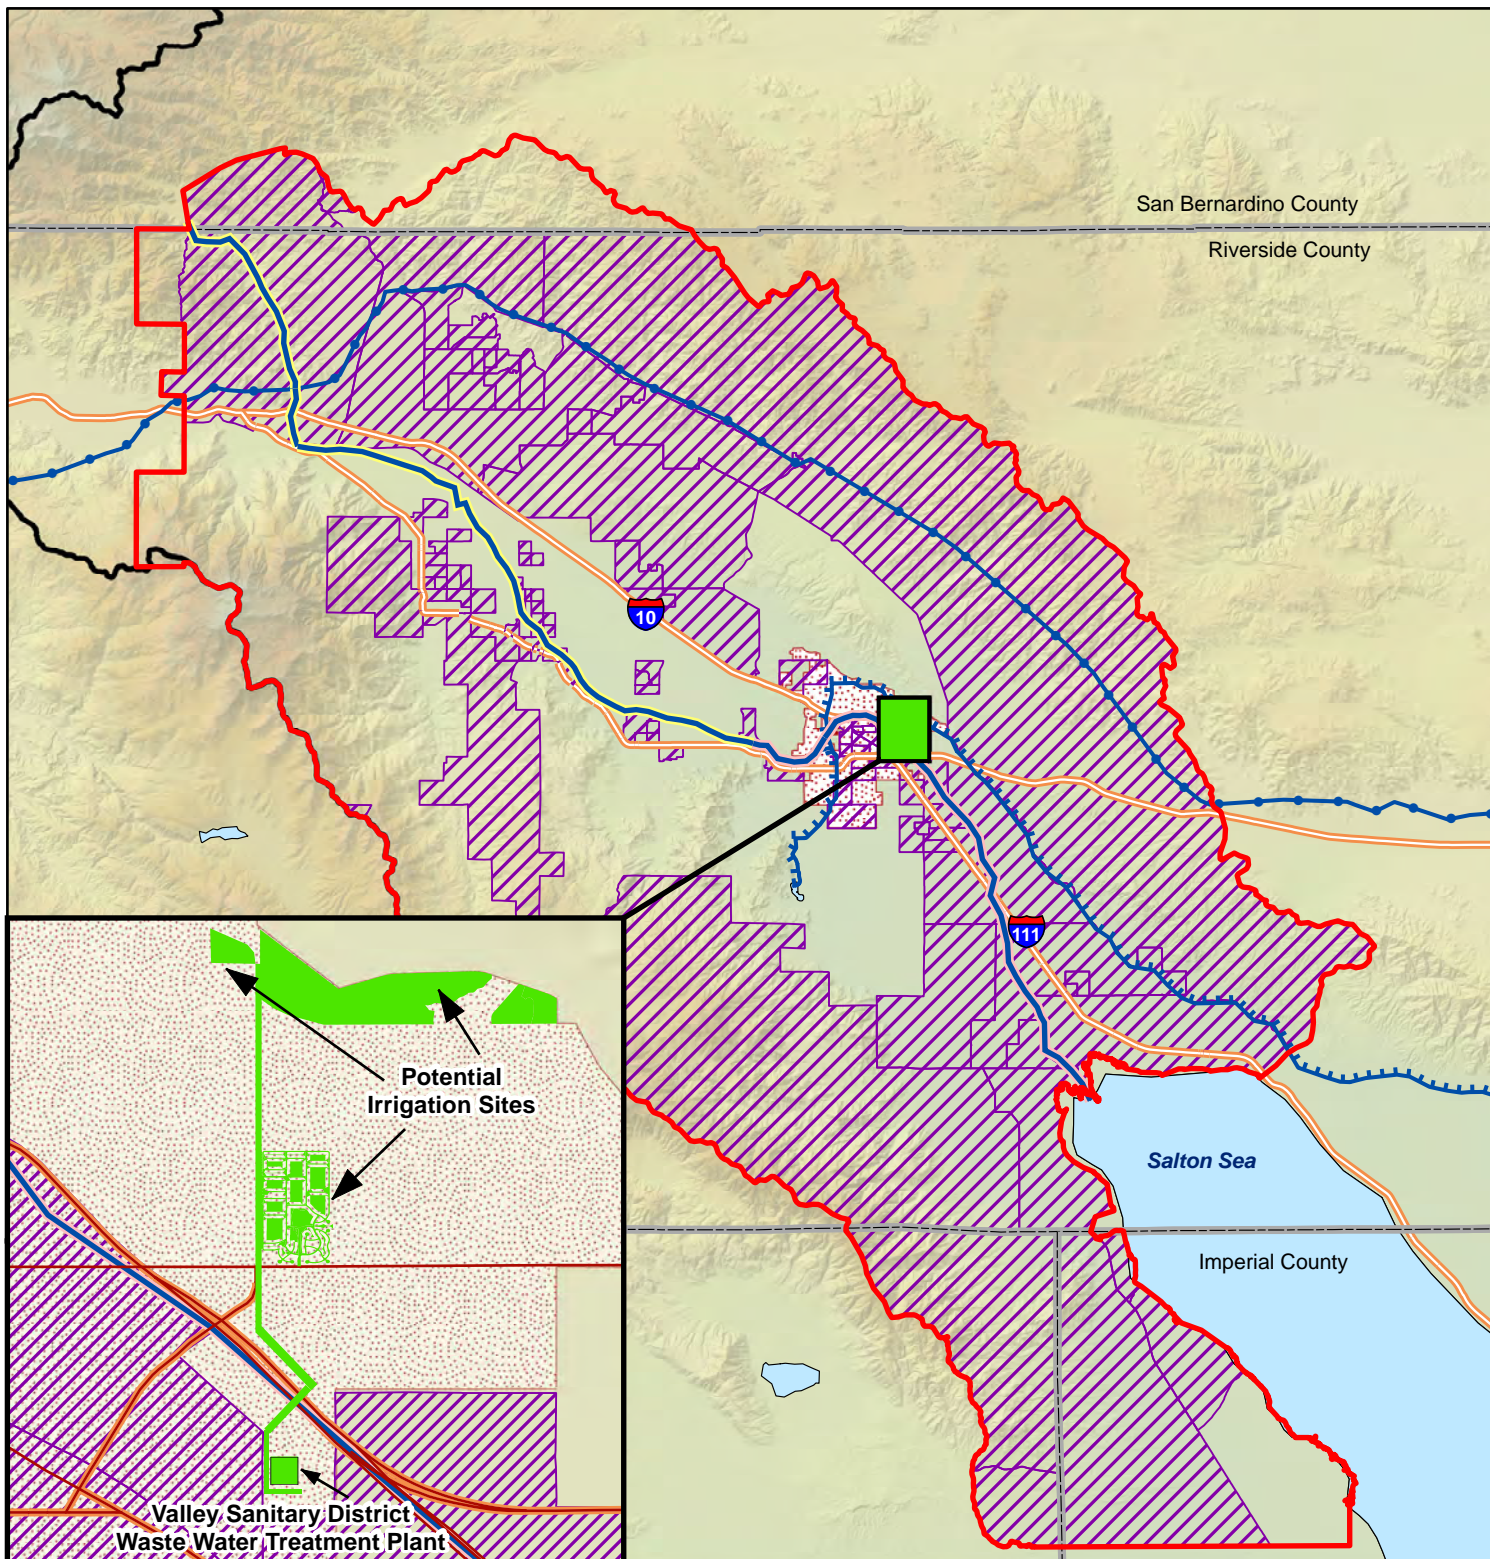 San Bernardino County
Riverside County
10
111
Potential
Irrigation Sites
Salton Sea
Imperial County
Valley Sanitary District
Waste Water Treatment Plant